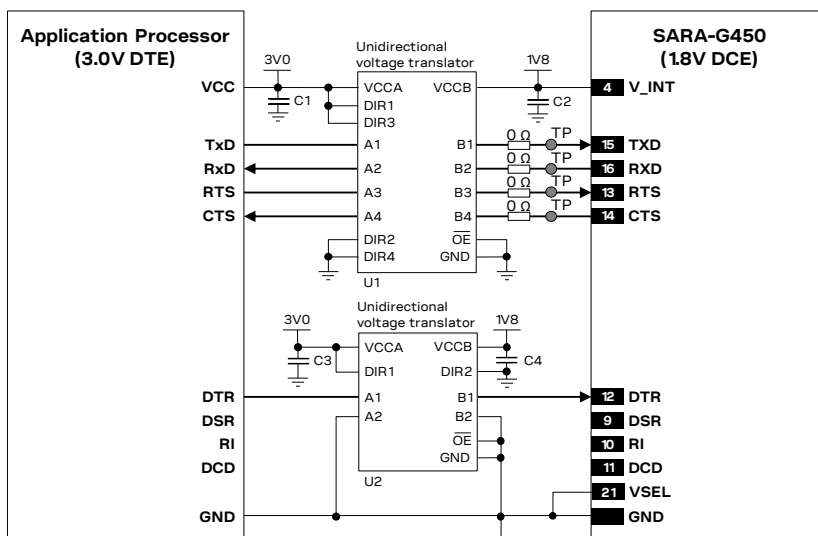 Application Processor
(3.0V DTE)
SARA-G450
(1.8V DCE)
Unidirectional
voltage translator
3V0
1V8
VCC
C1
VCCA
VCCB
C2
4
V_INT
DIR1
DIR3
TxD
A1
B1
0 Ω
TP
15
TXD
RxD
A2
B2
0 Ω
TP
16
RXD
RTS
A3
B3
0 Ω
TP
13
RTS
CTS
A4
B4
0 Ω
TP
14
CTS
DIR2
OE
DIR4
GND
U1
Unidirectional
voltage translator
3V0
1V8
VCCA
VCCB
C3
C4
DIR1
DIR2
DTR
A1
B1
12
DTR
DSR
A2
B2
9
DSR
RI
OE
10
RI
DCD
GND
11
DCD
U2
21
VSEL
GND
GND